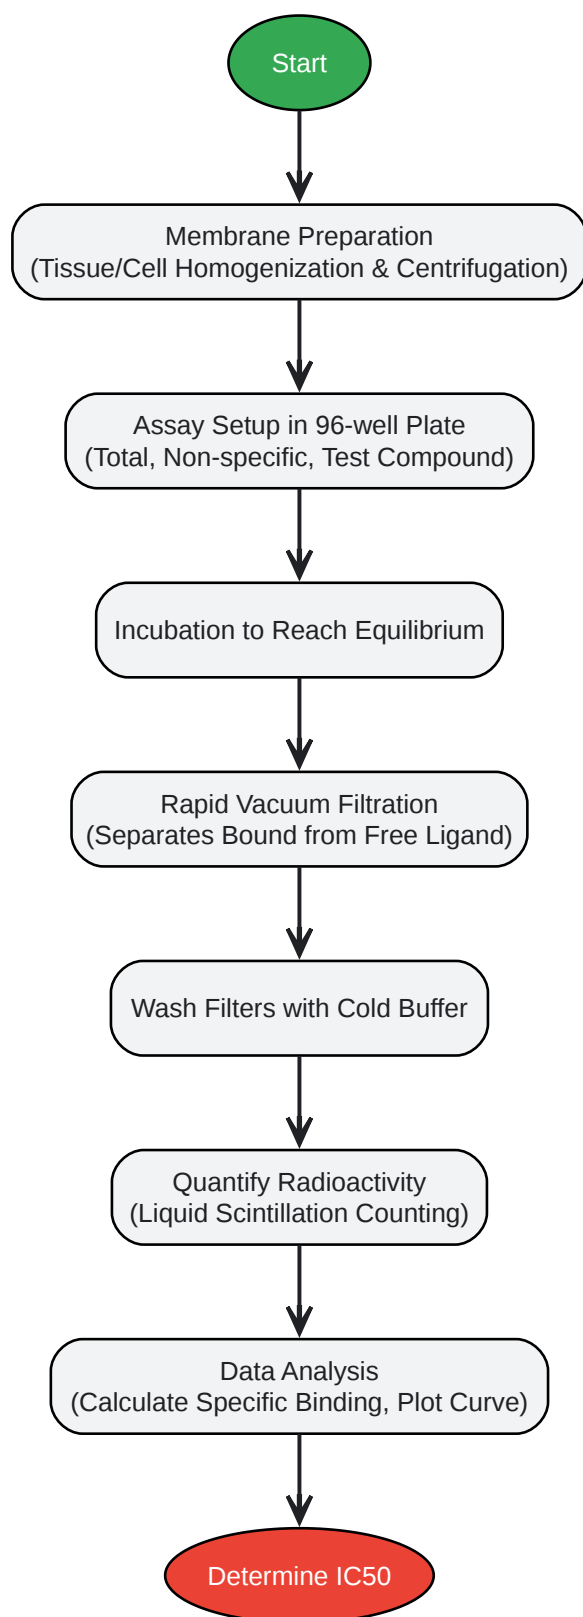 Start
Membrane Preparation
(Tissue/Cell Homogenization & Centrifugation)
Assay Setup in 96-well Plate
(Total, Non-specific, Test Compound)
Incubation to Reach Equilibrium
Rapid Vacuum Filtration
(Separates Bound from Free Ligand)
Wash Filters with Cold Buffer
Quantify Radioactivity
(Liquid Scintillation Counting)
Data Analysis
(Calculate Specific Binding, Plot Curve)
Determine IC50